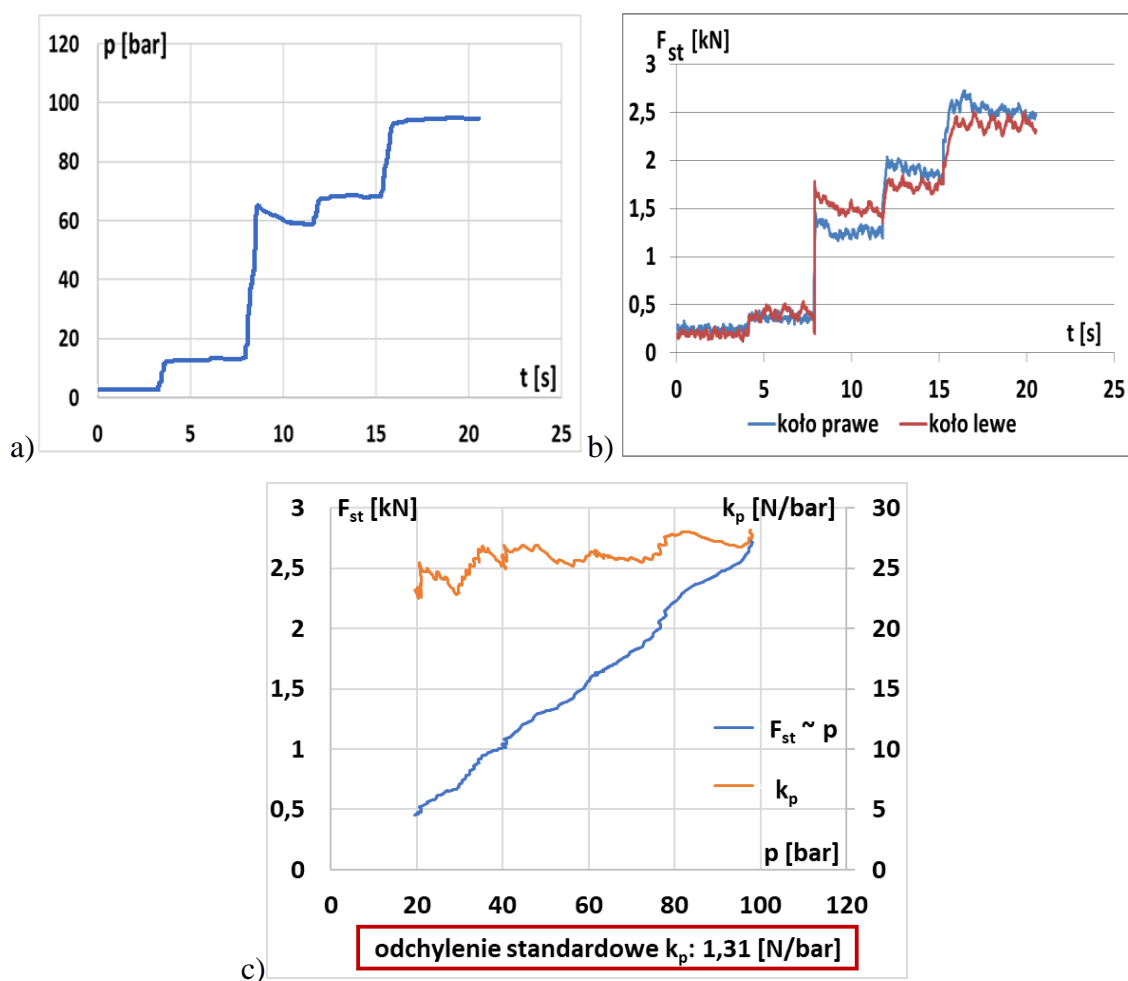 p [bar]
120
100
80
60
40
20
0
t [s]
0 5 10 15 20 25
a)
F_st [kN]
3
2,5
2
1,5
1
0,5
0
t [s]
0 5 10 15 20 25
koło prawe koło lewe
b)
F_st [kN] k_p [N/bar]
3 30
2,5 25
2 20
1,5 15
F_st ~ p
1 10
k_p
0,5 5
p [bar]
0 0
0 20 40 60 80 100 120
odchylenie standardowe k_p: 1,31 [N/bar]
c)